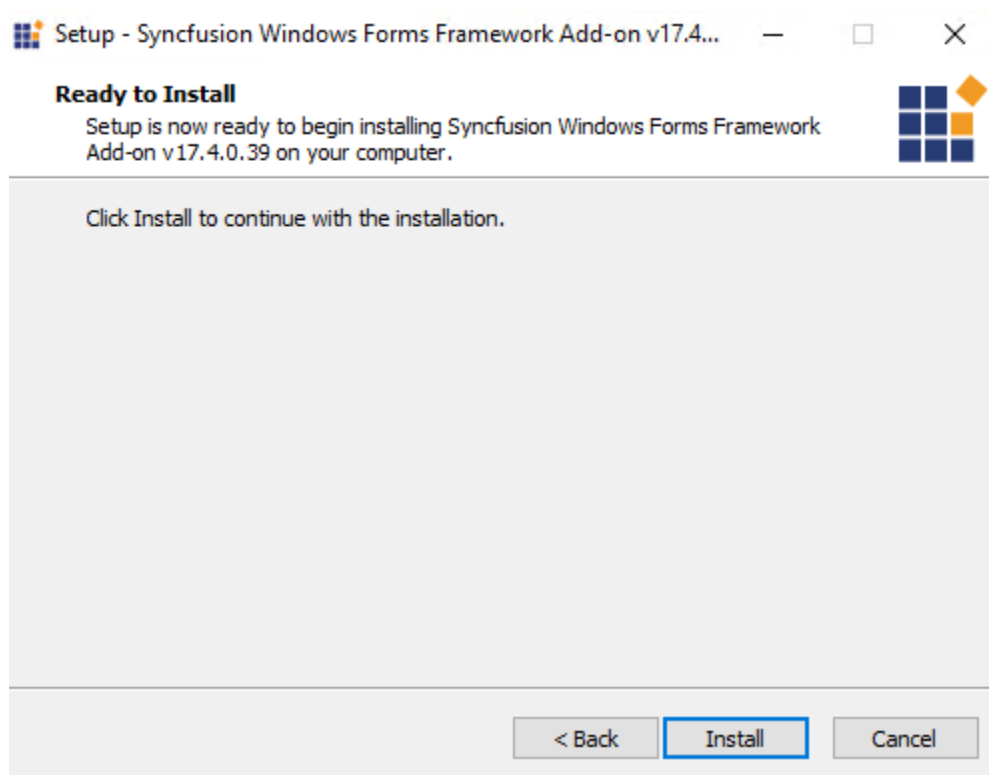 Setup - Syncfusion Windows Forms Framework Add-on v17.4...
Ready to Install
Setup is now ready to begin installing Syncfusion Windows Forms Framework
Add-on v17.4.0.39 on your computer.
Click Install to continue with the installation.
< Back
Install
Cancel